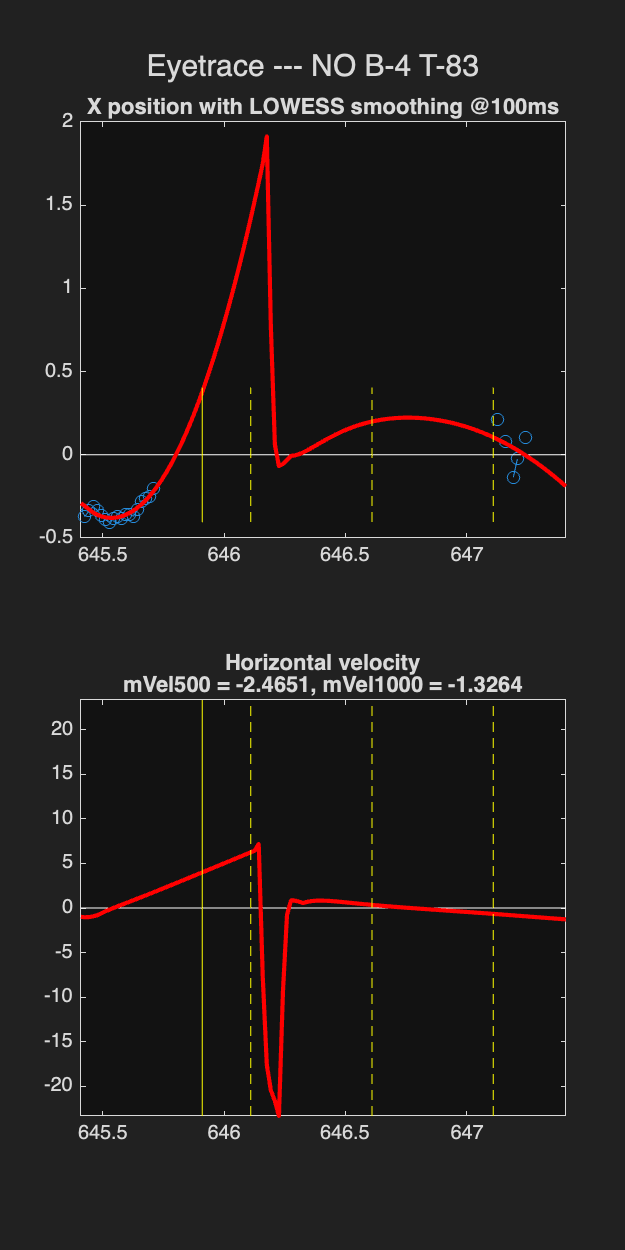 Eyetrace --- NO B-4 T-83
X position with LOWESS smoothing @100ms
2
1.5
1
0.5
0
-0.5
645.5 646 646.5 647
Horizontal velocity
mVel500 = -2.4651, mVel1000 = -1.3264
20
15
10
5
0
-5
-10
-15
-20
645.5 646 646.5 647